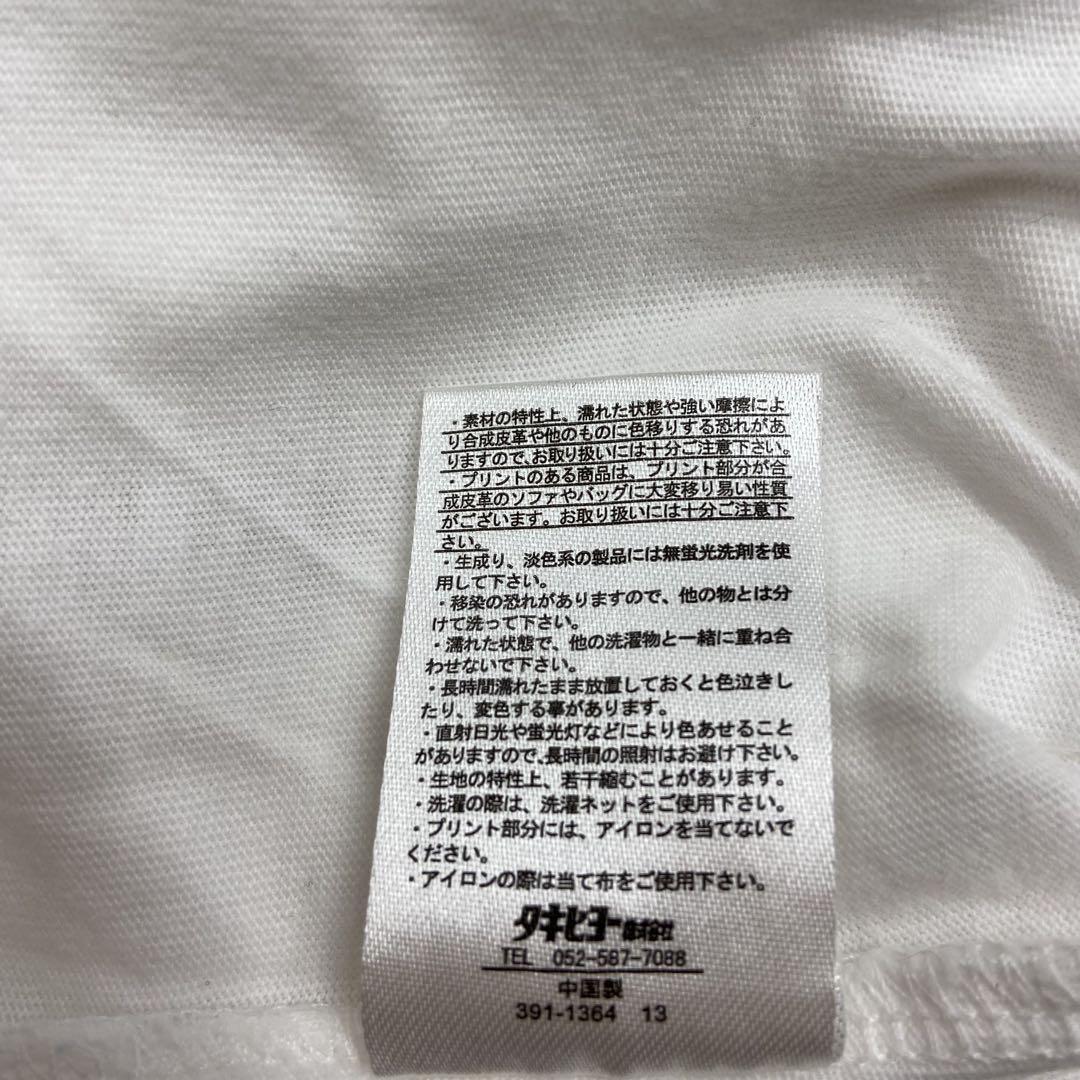 ・素材の特性上、濡れた状態や強い摩擦によ
り合成皮革や他のものに色移りする恐れがあ
りますので、お取り扱いには十分ご注意下さい。
・プリントのある商品は、プリント部分が合
成皮革のソファやバッグに大変移り易い性質
がございます。お取り扱いには十分ご注意下
さい。
・生成り、淡色系の製品には無蛍光洗剤を使
用して下さい。
・移染の恐れがありますので、他の物とは分
けて洗って下さい。
・濡れた状態で、他の洗濯物と一緒に重ね合
わせないで下さい。
・長時間濡れたまま放置しておくと色泣きし
たり、変色する事があります。
・直射日光や蛍光灯などにより色あせること
がありますので、長時間の照射はお避け下さい。
・生地の特性上、若干縮むことがあります。
・洗濯の際は、洗濯ネットをご使用下さい。
・プリント部分には、アイロンを当てないで
ください。
・アイロンの際は当て布をご使用下さい。
タキヒヨー株式会社
TEL 052-587-7088
中国製
391-1364 13